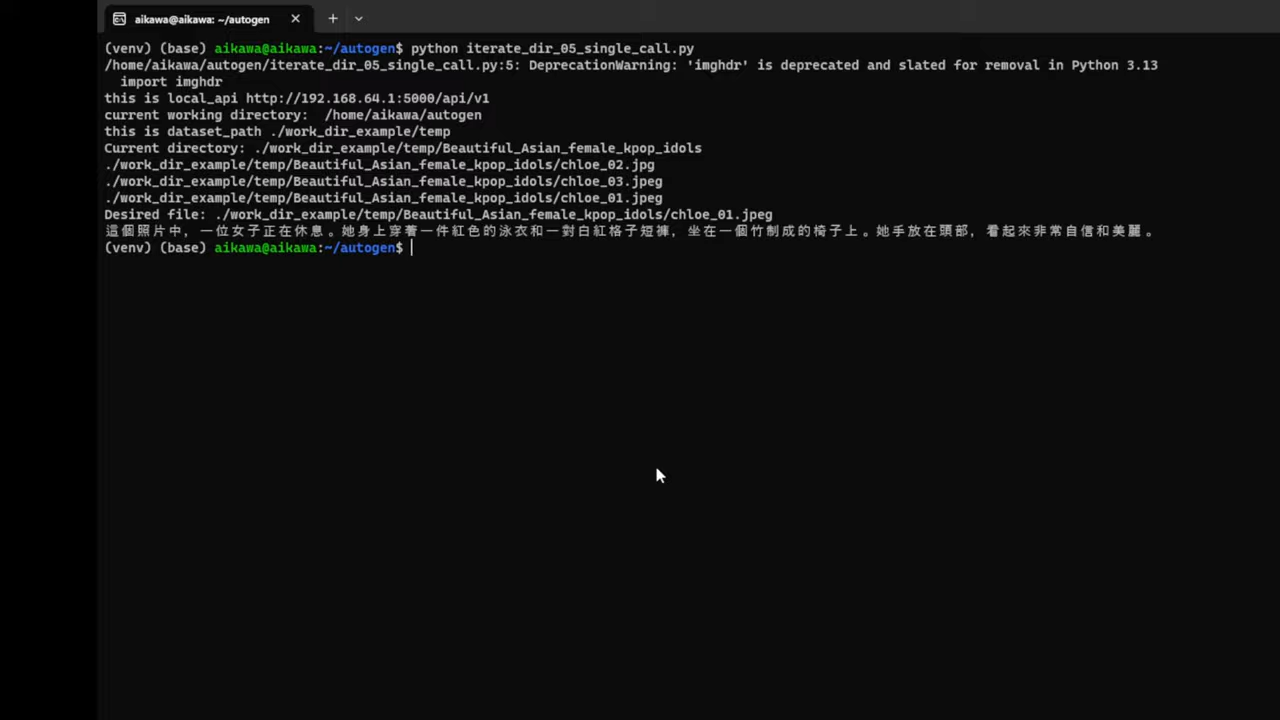 aikawa@aikawa: ~/autogen
(venv) (base) aikawa@aikawa:~/autogen$ python iterate_dir_05_single_call.py
/home/aikawa/autogen/iterate_dir_05_single_call.py:5: DeprecationWarning: 'imghdr' is deprecated and slated for removal in Python 3.13
  import imghdr
this is local_api http://192.168.64.1:5000/api/v1
current working directory:  /home/aikawa/autogen
this is dataset_path ./work_dir_example/temp
Current directory: ./work_dir_example/temp/Beautiful_Asian_female_kpop_idols
./work_dir_example/temp/Beautiful_Asian_female_kpop_idols/chloe_02.jpg
./work_dir_example/temp/Beautiful_Asian_female_kpop_idols/chloe_03.jpeg
./work_dir_example/temp/Beautiful_Asian_female_kpop_idols/chloe_01.jpeg
Desired file: ./work_dir_example/temp/Beautiful_Asian_female_kpop_idols/chloe_01.jpeg
這個照片中，一位女子正在休息。她身上穿著一件紅色的泳衣和一對白紅格子短褲，坐在一個竹制成的椅子上。她手放在頭部，看起來非常自信和美麗。
(venv) (base) aikawa@aikawa:~/autogen$